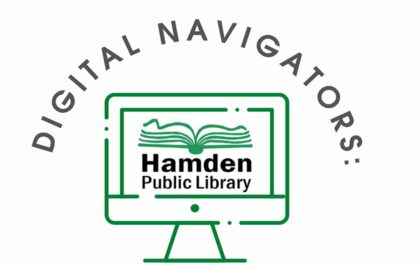 DIGITAL NAVIGATORS:
Hamden
Public Library